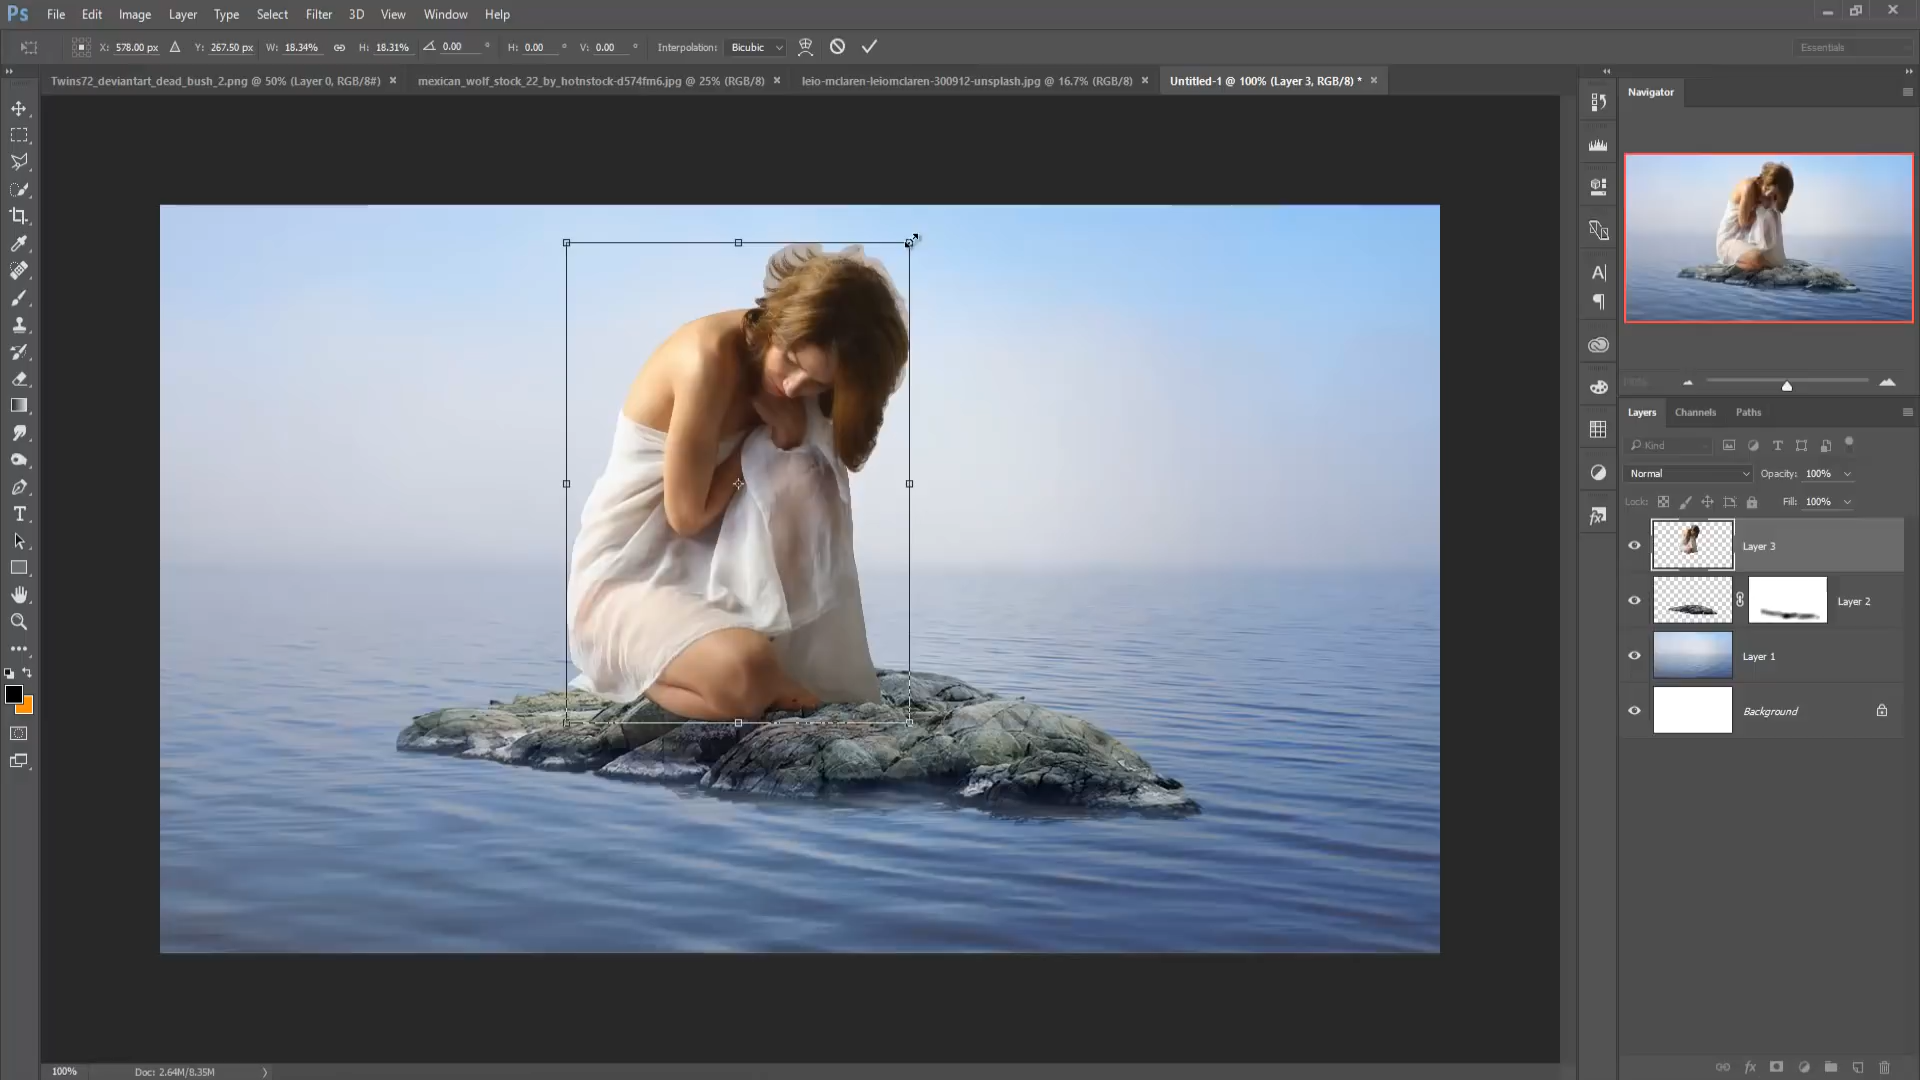 Ps File Edit Image Layer Type Select Filter 3D View Window Help
X: 578.00 px Y: 267.50 px W: 18.34% H: 18.31% 0.00 ° H: 0.00 ° V: 0.00 ° Interpolation: Bicubic Essentials
Twins72_deviantart_dead_bush_2.png @ 50% (Layer 0, RGB/8#) × mexican_wolf_stock_22_by_hotnstock-d574fm6.jpg @ 25% (RGB/8) × leio-mclaren-leiomclaren-300912-unsplash.jpg @ 16.7% (RGB/8) × Untitled-1 @ 100% (Layer 3, RGB/8) * ×
Navigator
Layers Channels Paths
Kind
Normal Opacity: 100%
Lock: Fill: 100%
Layer 3
Layer 2
Layer 1
Background
fx
100% Doc: 2.64M/8.35M